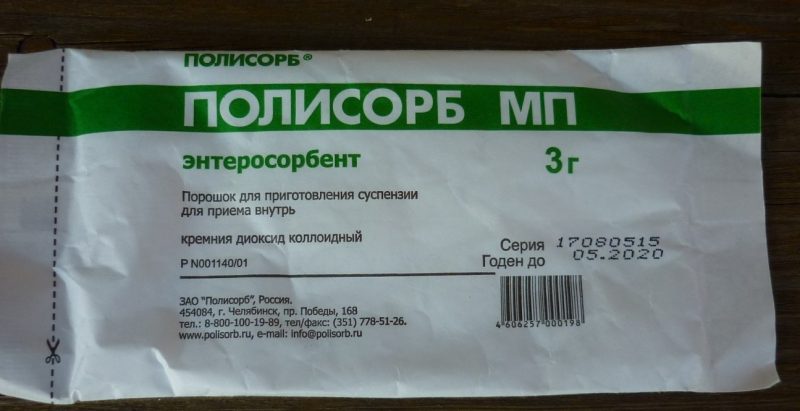 ПОЛИСОРБ®
ПОЛИСОРБ МП
энтеросорбент 3 г
Порошок для приготовления суспензии
для приема внутрь
кремния диоксид коллоидный
Серия 17080515
Р N001140/01
Годен до 05.2020
ЗАО "Полисорб", Россия.
454084, г. Челябинск, пр. Победы, 168
тел.: 8-800-100-19-89, тел/факс: (351) 778-51-26.
www.polisorb.ru, e-mail: info@polisorb.ru
4 606257 000198